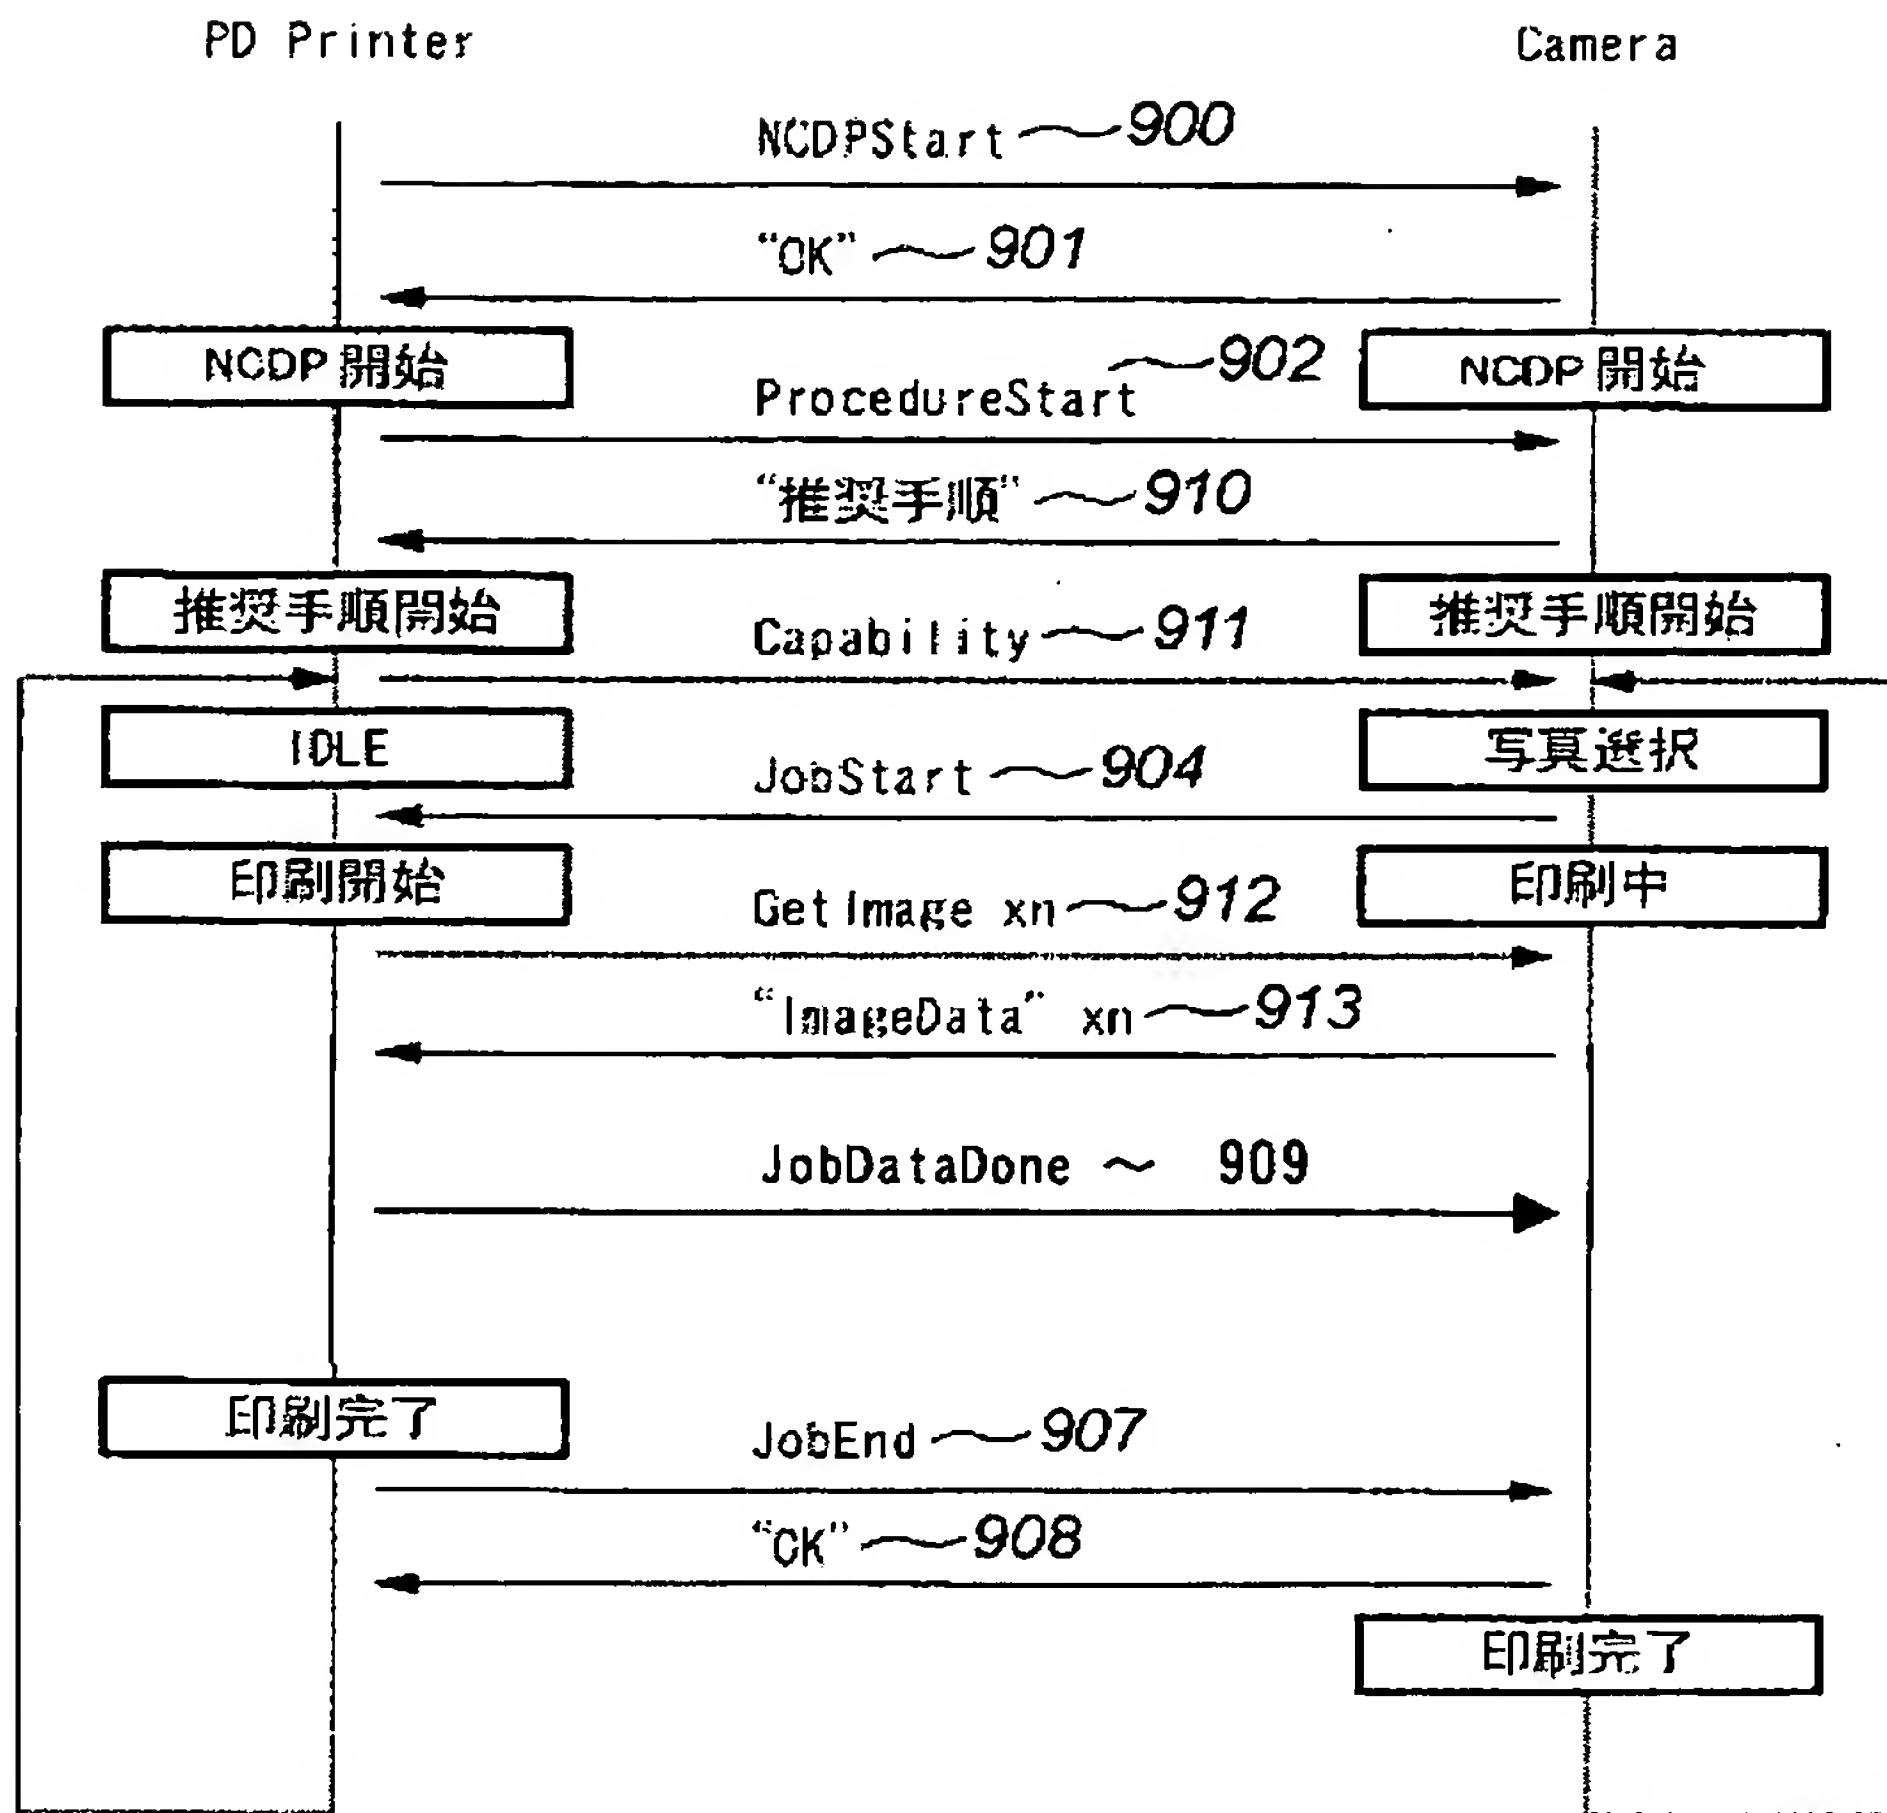 PD Printer
Camera
NCDPStart 900
"OK" 901
NCDP 開始
902
NCDP 開始
ProcedureStart
"推奨手順" 910
推奨手順開始
Capability 911
推奨手順開始
IDLE
JobStart 904
写真選択
印刷開始
GetImage xn 912
印刷中
"ImageData" xn 913
JobDataDone ~ 909
印刷完了
JobEnd 907
"OK" 908
印刷完了